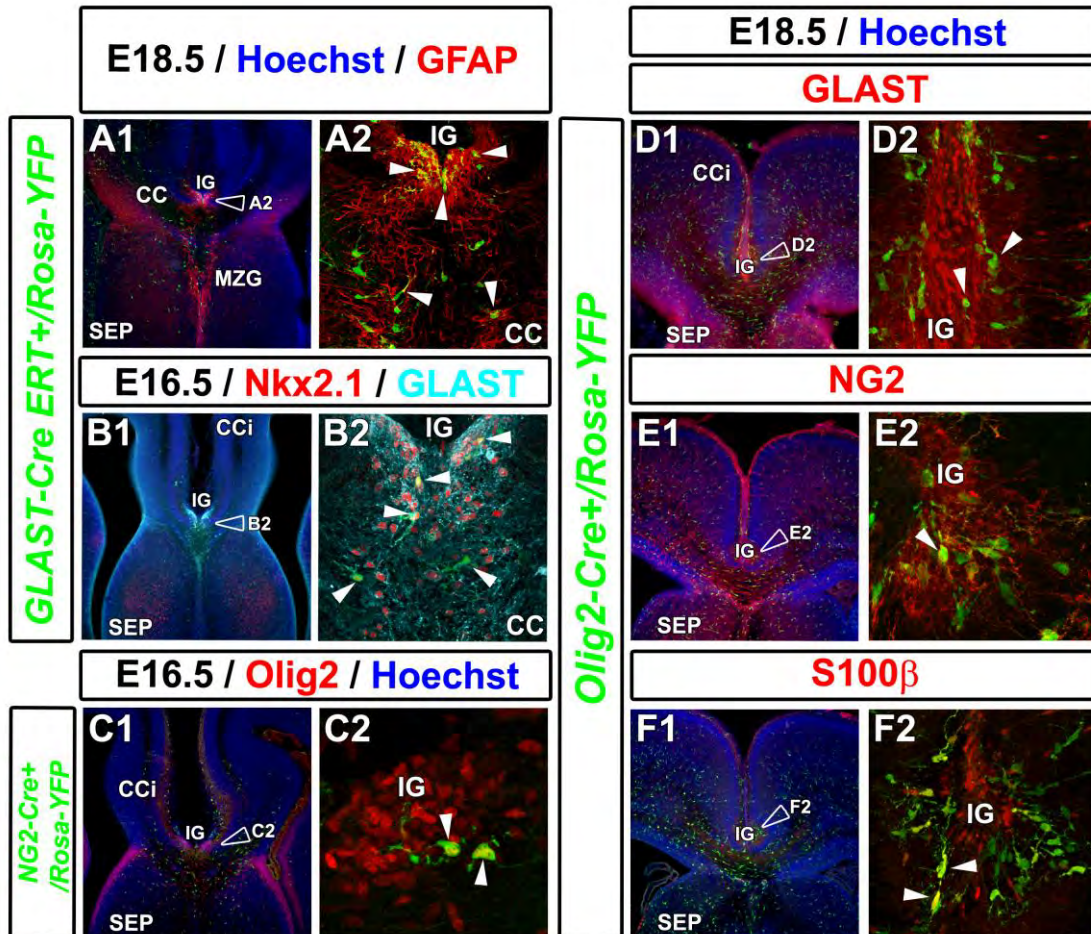 E18.5 / Hoechst / GFAP
GLAST-Cre ERT+/Rosa-YFP
A1
IG
CC
A2
MZG
SEP
A2
IG
CC
E16.5 / Nkx2.1 / GLAST
B1
CCi
IG
B2
SEP
B2
IG
CC
E16.5 / Olig2 / Hoechst
NG2-Cre+
/Rosa-YFP
C1
CCi
IG
C2
SEP
C2
IG
E18.5 / Hoechst
Olig2-Cre+/Rosa-YFP
GLAST
D1
CCi
D2
IG
SEP
D2
IG
NG2
E1
E2
IG
SEP
E2
IG
S100β
F1
F2
IG
SEP
F2
IG